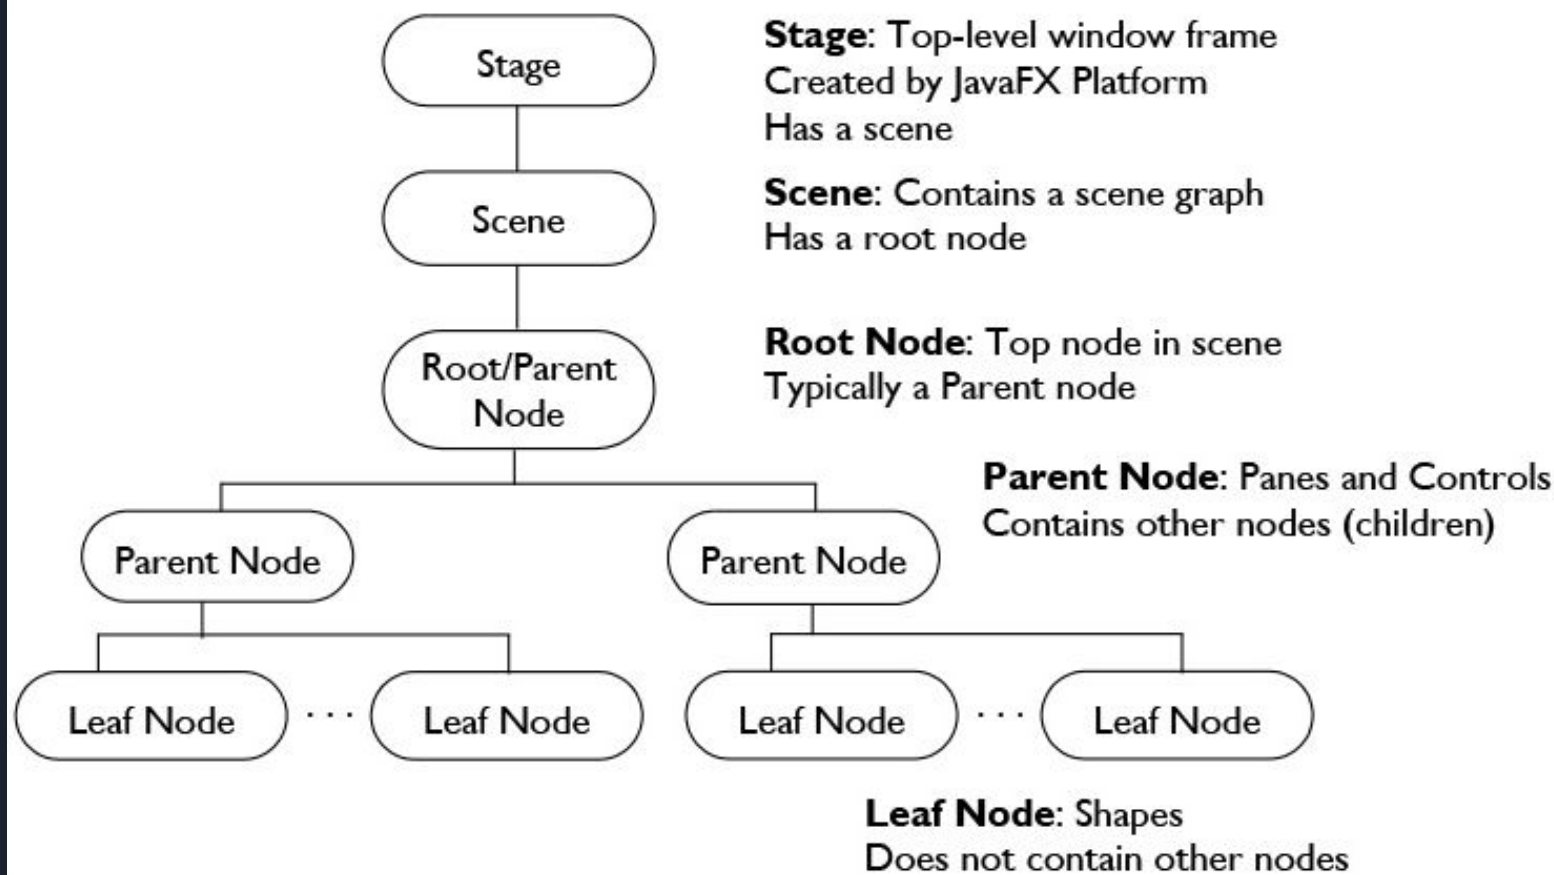 Stage
Stage: Top-level window frame
Created by JavaFX Platform
Has a scene
Scene
Scene: Contains a scene graph
Has a root node
Root/Parent
Node
Root Node: Top node in scene
Typically a Parent node
Parent Node: Panes and Controls
Contains other nodes (children)
Parent Node
Parent Node
Leaf Node
. . .
Leaf Node
Leaf Node
. . .
Leaf Node
Leaf Node: Shapes
Does not contain other nodes